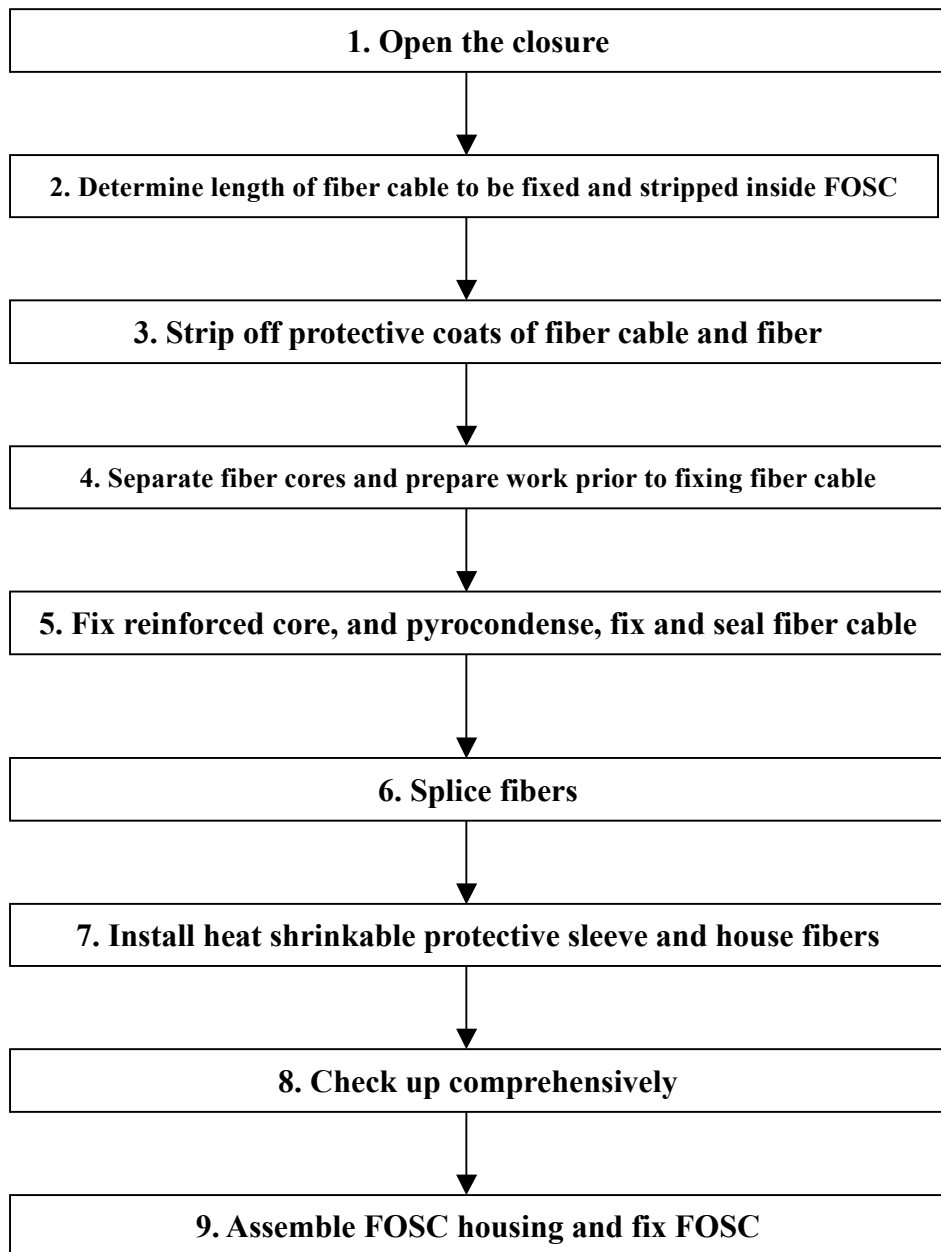 1. Open the closure
2. Determine length of fiber cable to be fixed and stripped inside FOSC
3. Strip off protective coats of fiber cable and fiber
4. Separate fiber cores and prepare work prior to fixing fiber cable
5. Fix reinforced core, and pyrocondense, fix and seal fiber cable
6. Splice fibers
7. Install heat shrinkable protective sleeve and house fibers
8. Check up comprehensively
9. Assemble FOSC housing and fix FOSC